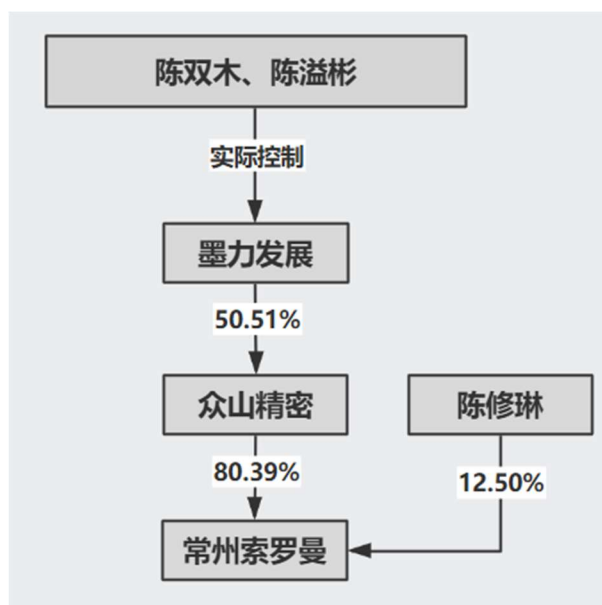 陈双木、陈溢彬
实际控制
墨力发展
50.51%
众山精密
陈修琳
80.39%
12.50%
常州索罗曼